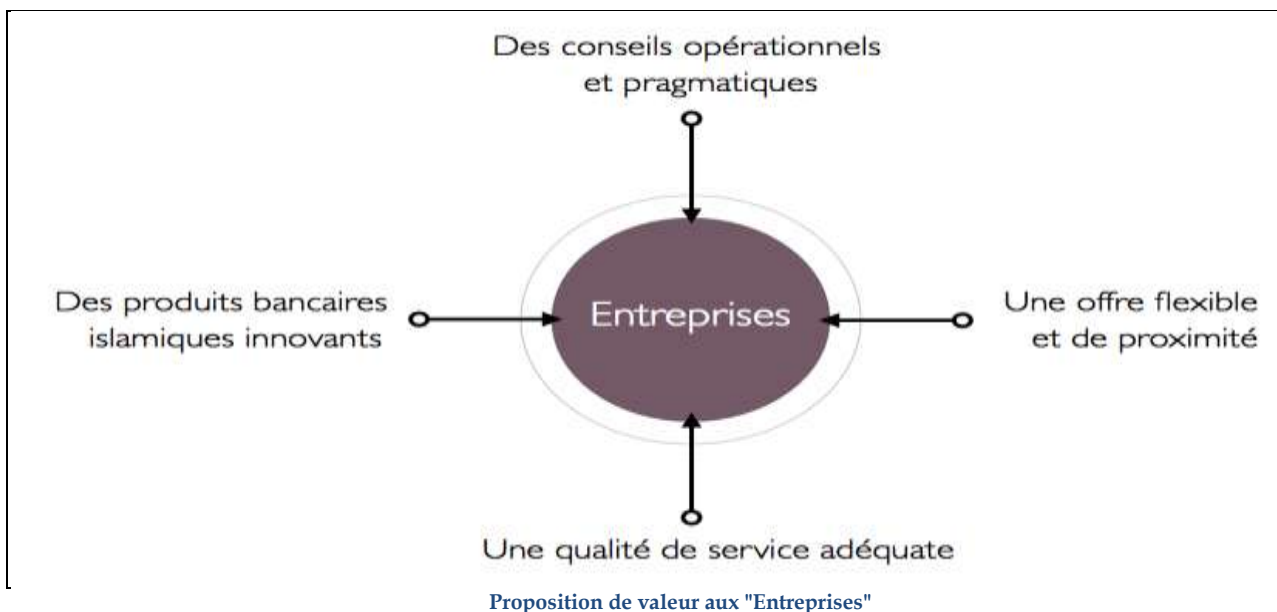 Des conseils opérationnels
et pragmatiques
Des produits bancaires
islamiques innovants
Entreprises
Une offre flexible
et de proximité
Une qualité de service adéquate
Proposition de valeur aux "Entreprises"